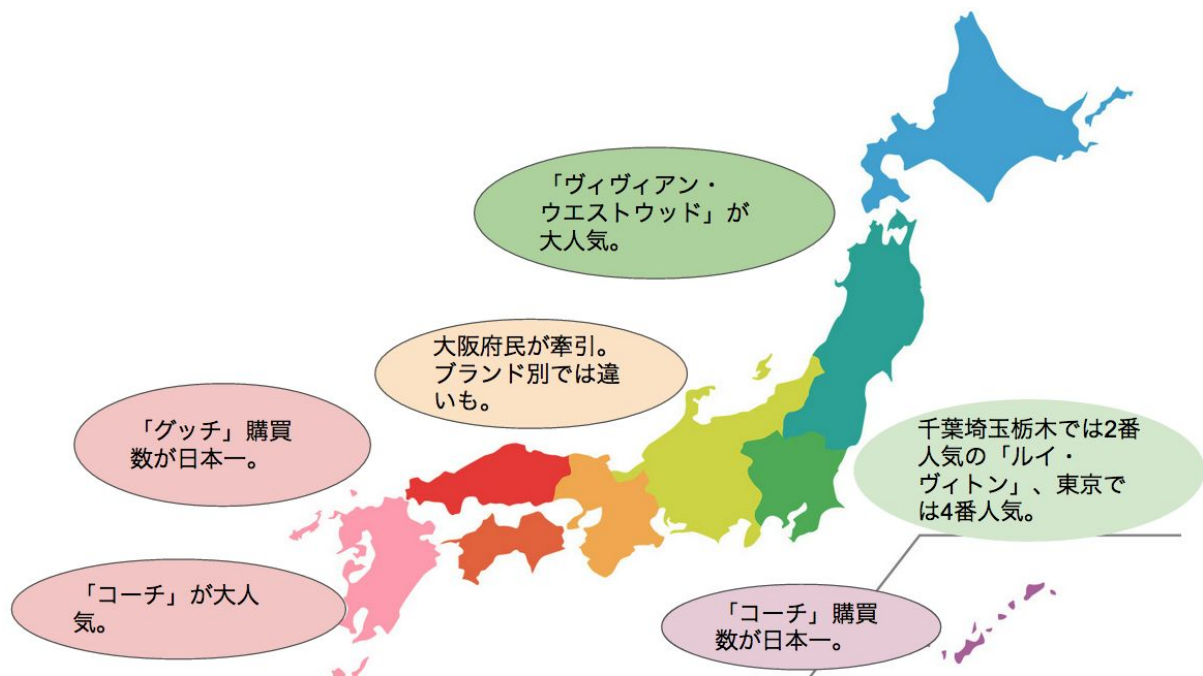 「ヴィヴィアン・
ウエストウッド」が
大人気。
大阪府民が牽引。
ブランド別では違
いも。
「グッチ」購買
数が日本一。
千葉埼玉栃木では2番
人気の「ルイ・
ヴィトン」、東京で
は4番人気。
「コーチ」が大人
気。
「コーチ」購買
数が日本一。